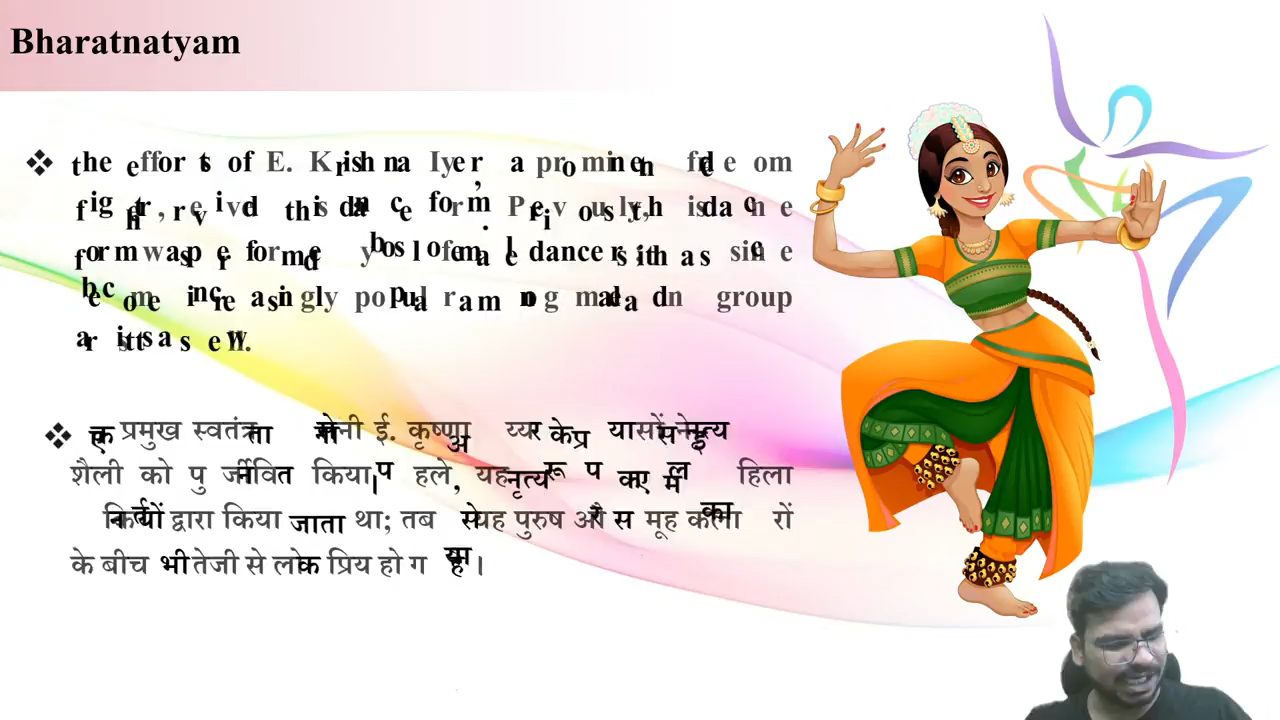 Bharatnatyam
the efforts of E. Krishna Iyer, a prominent freedom
fighter, revived this dance form. Previously, this dance
form was performed by solo female dancers; it has since
become increasingly popular among male and group
artists as well.
एक प्रमुख स्वतंत्रता सेनानी ई. कृष्णा अय्यर के प्रयासों ने इस नृत्य
शैली को पुनर्जीवित किया। पहले, यह नृत्य रूप एकल महिला
नर्तकियों द्वारा किया जाता था; तब से यह पुरुष और समूह कलाकारों
के बीच भी तेजी से लोकप्रिय हो गया है।